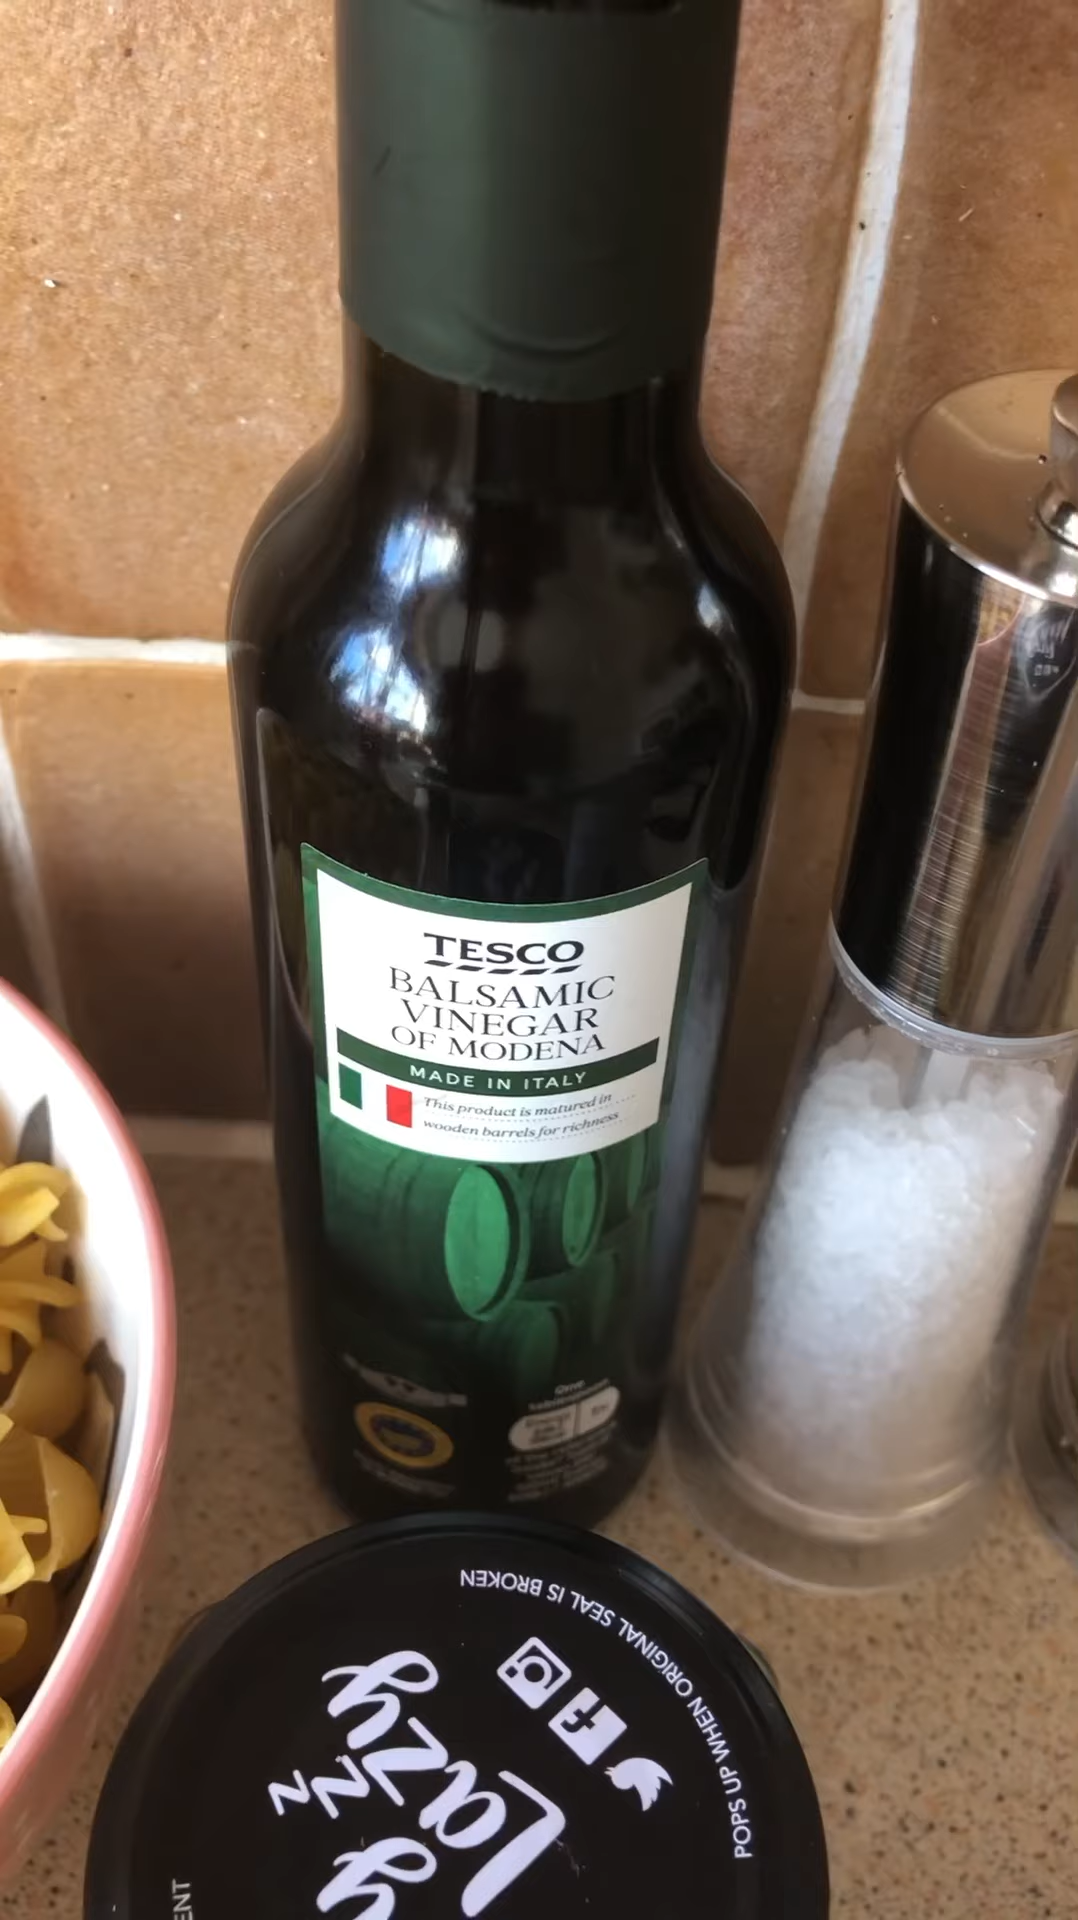 TESCO
BALSAMIC
VINEGAR
OF MODENA
MADE IN ITALY
This product is matured in
wooden barrels for richness
POPS UP WHEN ORIGINAL SEAL IS BROKEN
Lazy